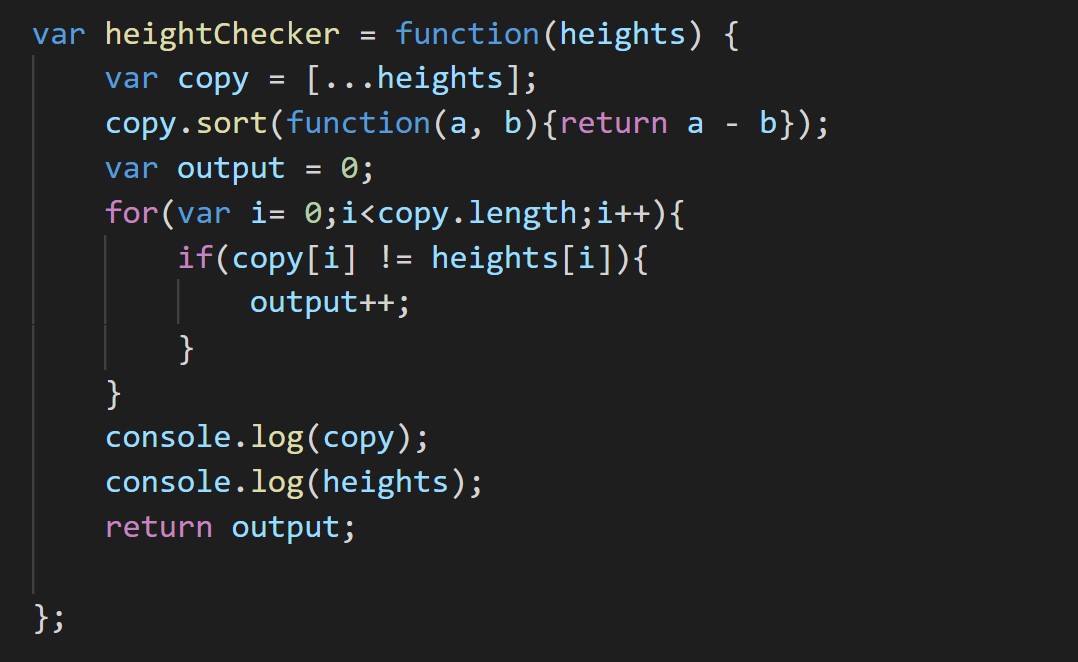 var heightChecker = function(heights) {
    var copy = [...heights];
    copy.sort(function(a, b){return a - b});
    var output = 0;
    for(var i= 0;i<copy.length;i++){
        if(copy[i] != heights[i]){
            output++;
        }
    }
    console.log(copy);
    console.log(heights);
    return output;
};